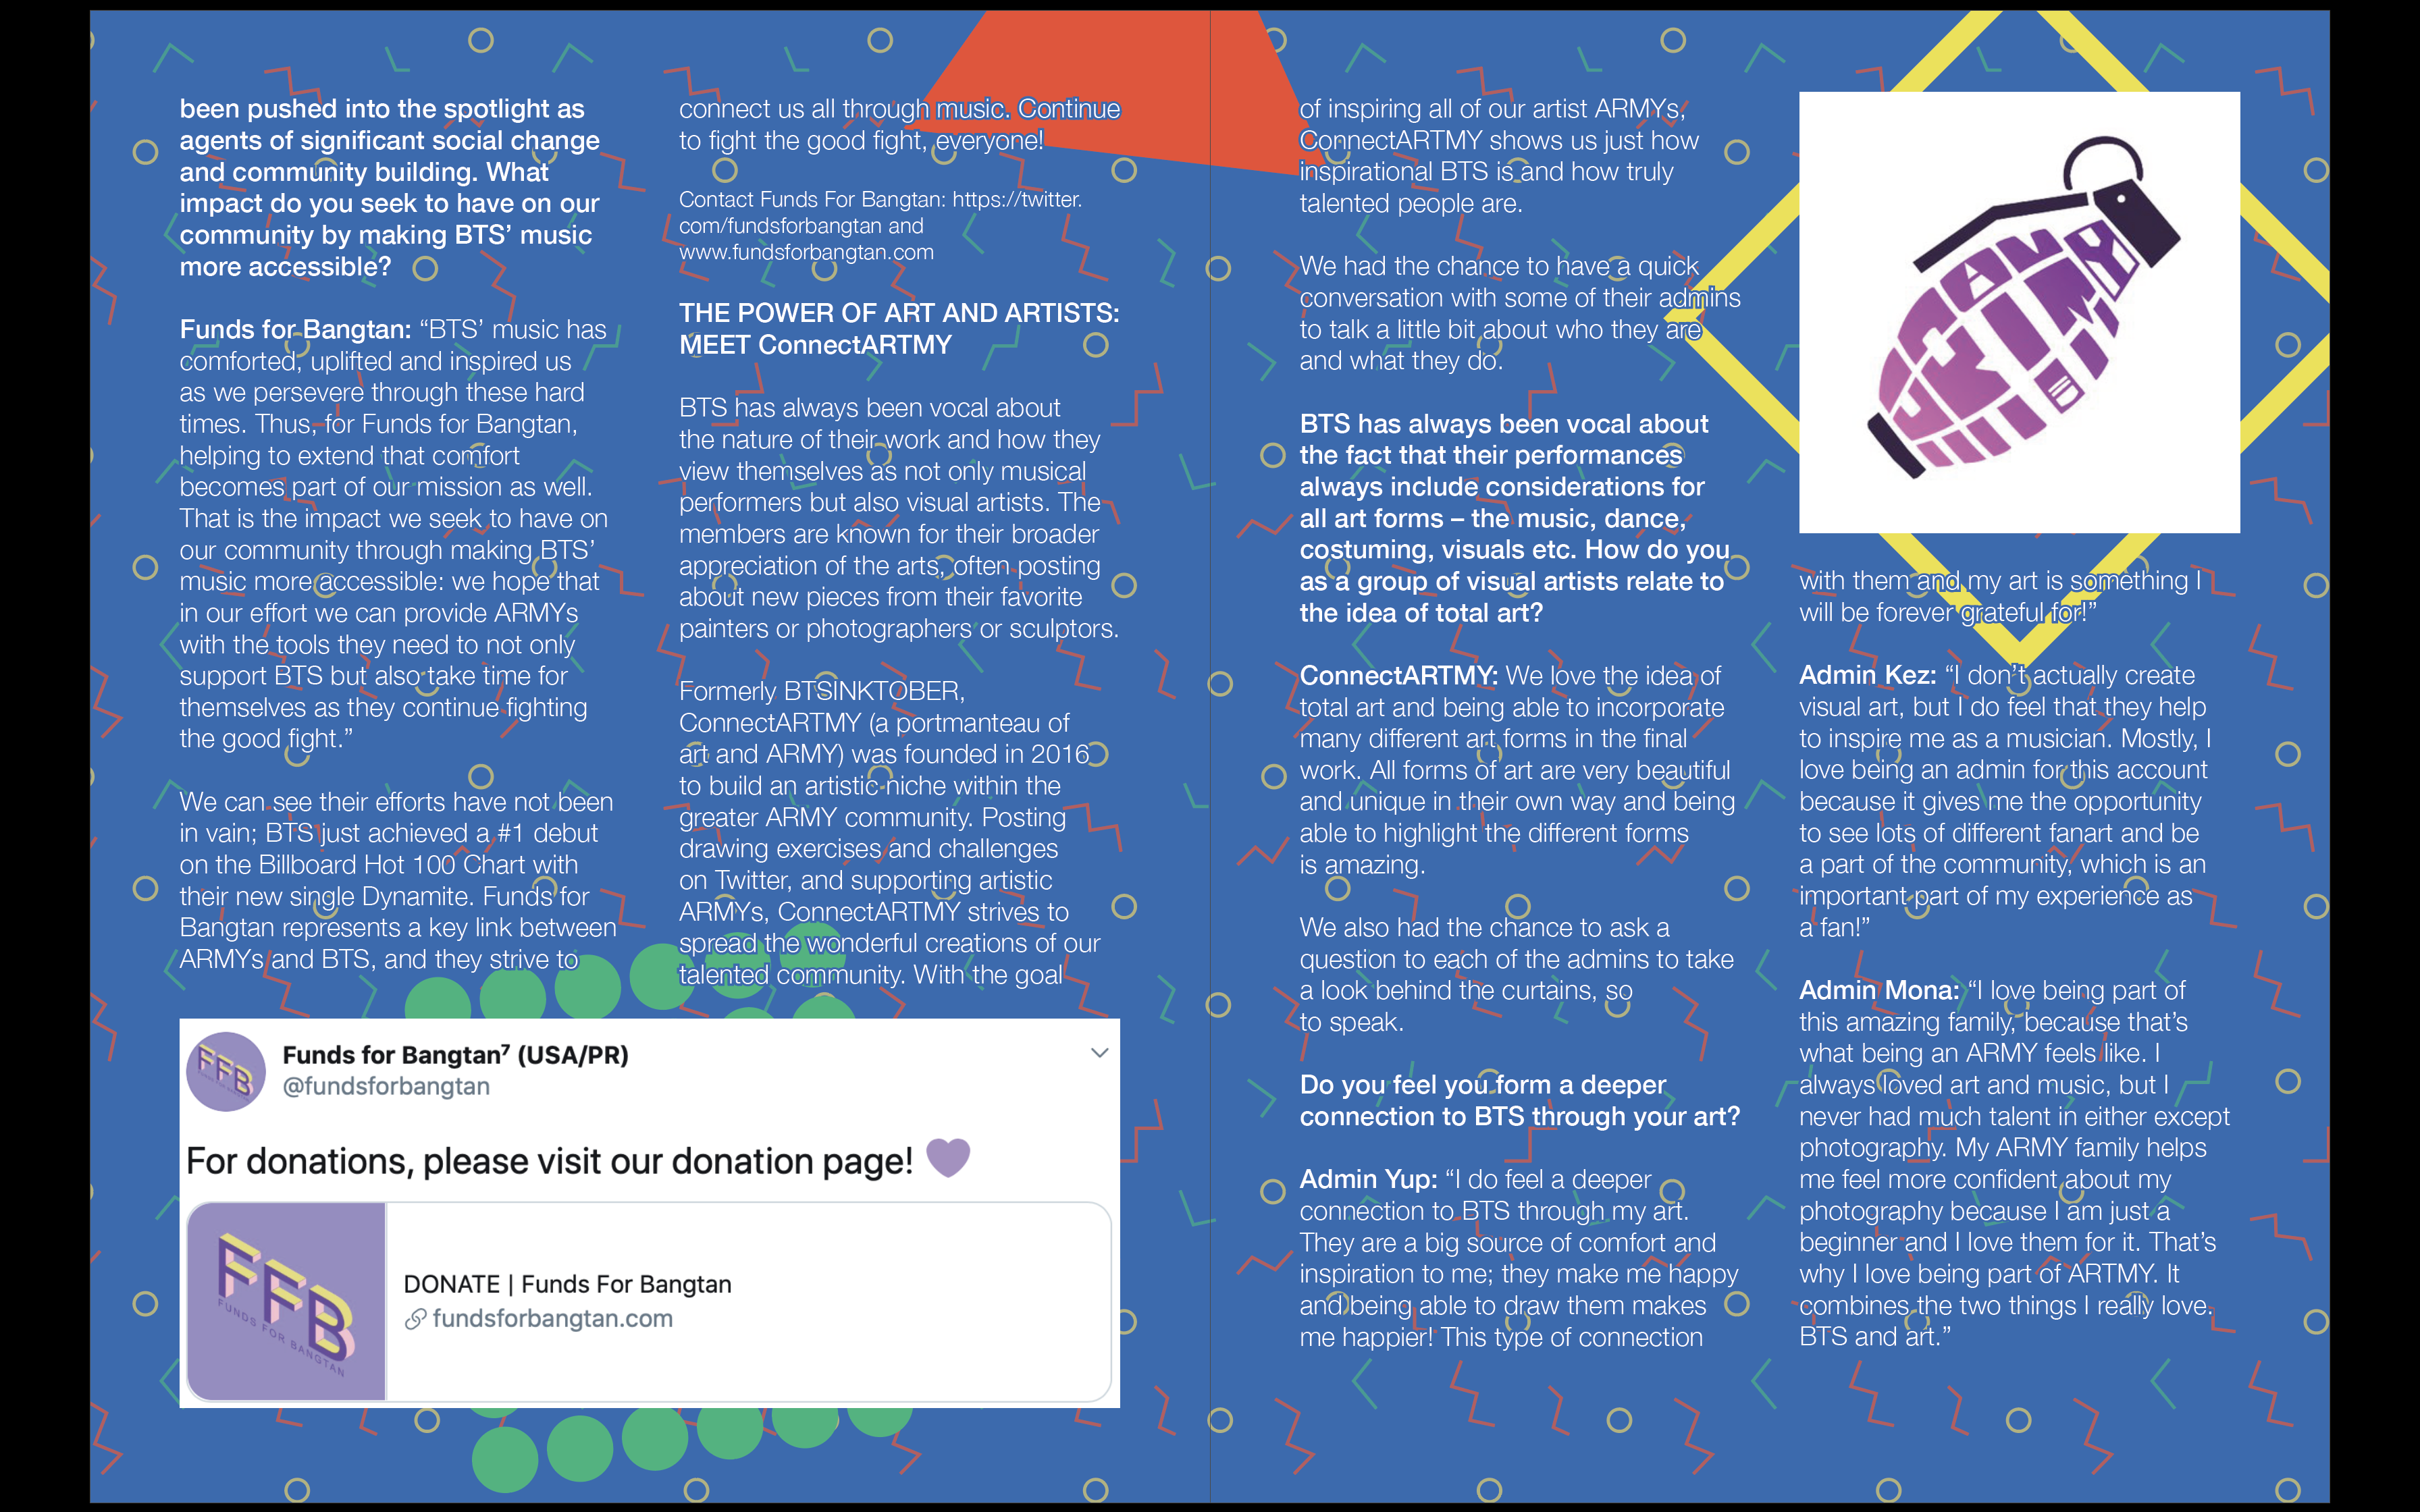 been pushed into the spotlight as
agents of significant social change
and community building. What
impact do you seek to have on our
community by making BTS’ music
more accessible?
Funds for Bangtan: “BTS’ music has
comforted, uplifted and inspired us
as we persevere through these hard
times. Thus, for Funds for Bangtan,
helping to extend that comfort
becomes part of our mission as well.
That is the impact we seek to have on
our community through making BTS’
music more accessible: we hope that
in our effort we can provide ARMYs
with the tools they need to not only
support BTS but also take time for
themselves as they continue fighting
the good fight.”
We can see their efforts have not been
in vain; BTS just achieved a #1 debut
on the Billboard Hot 100 Chart with
their new single Dynamite. Funds for
Bangtan represents a key link between
ARMYs and BTS, and they strive to
connect us all through music. Continue
to fight the good fight, everyone!
Contact Funds For Bangtan: https://twitter.
com/fundsforbangtan and
www.fundsforbangtan.com
THE POWER OF ART AND ARTISTS:
MEET ConnectARTMY
BTS has always been vocal about
the nature of their work and how they
view themselves as not only musical
performers but also visual artists. The
members are known for their broader
appreciation of the arts, often posting
about new pieces from their favorite
painters or photographers or sculptors.
Formerly BTSINKTOBER,
ConnectARTMY (a portmanteau of
art and ARMY) was founded in 2016
to build an artistic niche within the
greater ARMY community. Posting
drawing exercises and challenges
on Twitter, and supporting artistic
ARMYs, ConnectARTMY strives to
spread the wonderful creations of our
talented community. With the goal
FFB
Funds for Bangtan⁷ (USA/PR)
@fundsforbangtan
For donations, please visit our donation page! 💜
FFB
FUNDS FOR BANGTAN
DONATE | Funds For Bangtan
fundsforbangtan.com
of inspiring all of our artist ARMYs,
ConnectARTMY shows us just how
inspirational BTS is and how truly
talented people are.
We had the chance to have a quick
conversation with some of their admins
to talk a little bit about who they are
and what they do.
BTS has always been vocal about
the fact that their performances
always include considerations for
all art forms – the music, dance,
costuming, visuals etc. How do you
as a group of visual artists relate to
the idea of total art?
ConnectARTMY: We love the idea of
total art and being able to incorporate
many different art forms in the final
work. All forms of art are very beautiful
and unique in their own way and being
able to highlight the different forms
is amazing.
We also had the chance to ask a
question to each of the admins to take
a look behind the curtains, so
to speak.
Do you feel you form a deeper
connection to BTS through your art?
Admin Yup: “I do feel a deeper
connection to BTS through my art.
They are a big source of comfort and
inspiration to me; they make me happy
and being able to draw them makes
me happier! This type of connection
with them and my art is something I
will be forever grateful for!”
Admin Kez: “I don’t actually create
visual art, but I do feel that they help
to inspire me as a musician. Mostly, I
love being an admin for this account
because it gives me the opportunity
to see lots of different fanart and be
a part of the community, which is an
important part of my experience as
a fan!”
Admin Mona: “I love being part of
this amazing family, because that’s
what being an ARMY feels like. I
always loved art and music, but I
never had much talent in either except
photography. My ARMY family helps
me feel more confident about my
photography because I am just a
beginner and I love them for it. That’s
why I love being part of ARTMY. It
combines the two things I really love.
BTS and art.”